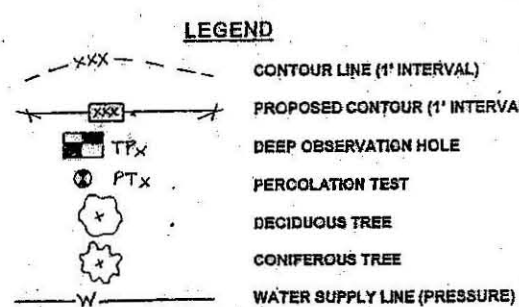 LEGEND
XXX CONTOUR LINE (1' INTERVAL)
XXX PROPOSED CONTOUR (1' INTERVA
TPx DEEP OBSERVATION HOLE
PTx PERCOLATION TEST
DECIDUOUS TREE
CONIFEROUS TREE
W WATER SUPPLY LINE (PRESSURE)